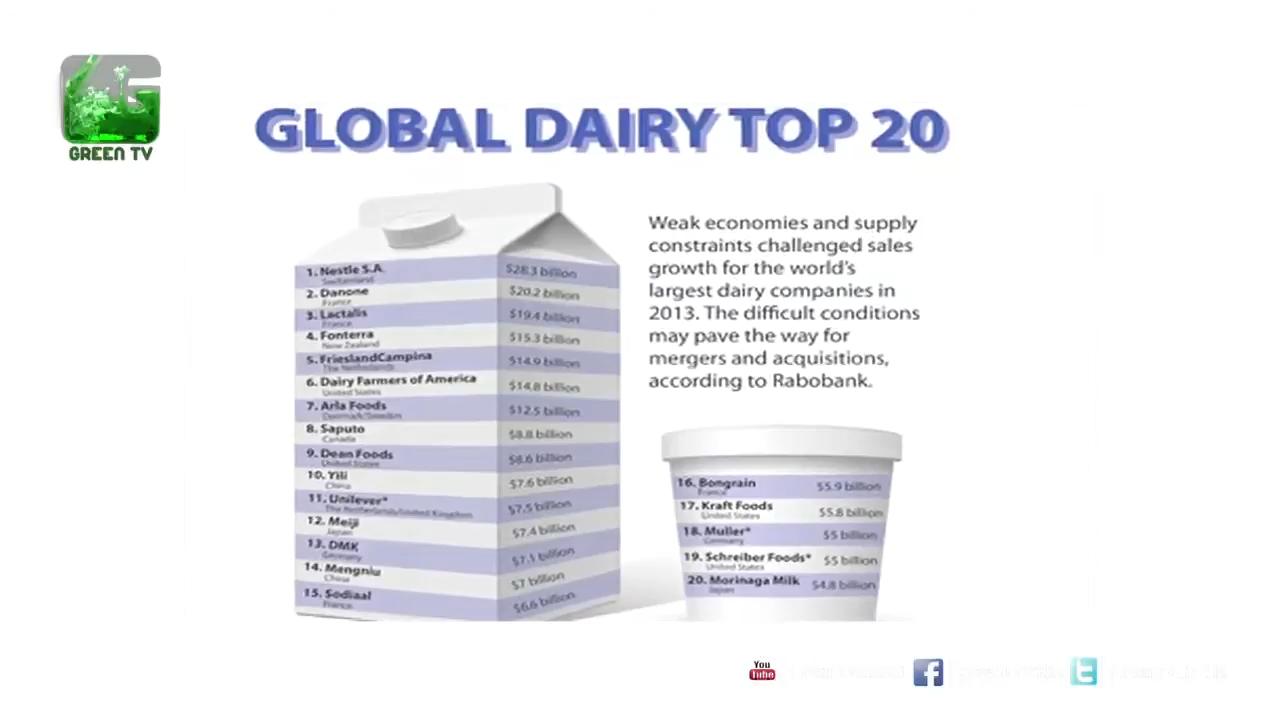 GREEN TV
GLOBAL DAIRY TOP 20
Weak economies and supply
constraints challenged sales
growth for the world's
largest dairy companies in
2013. The difficult conditions
may pave the way for
mergers and acquisitions,
according to Rabobank.
1. Nestle S.A. $28.3 billion
Switzerland
2. Danone $20.2 billion
France
3. Lactalis $19.4 billion
France
4. Fonterra $15.3 billion
New Zealand
5. FrieslandCampina $14.9 billion
The Netherlands
6. Dairy Farmers of America $14.8 billion
United States
7. Arla Foods $12.5 billion
Denmark/Sweden
8. Saputo $8.8 billion
Canada
9. Dean Foods $8.6 billion
United States
10. Yili $7.6 billion
China
11. Unilever* $7.5 billion
The Netherlands/United Kingdom
12. Meiji $7.4 billion
Japan
13. DMK $7.1 billion
Germany
14. Mengniu $7 billion
China
15. Sodiaal $6.6 billion
France
16. Bongrain $5.9 billion
France
17. Kraft Foods $5.8 billion
United States
18. Muller* $5 billion
Germany
19. Schreiber Foods* $5 billion
United States
20. Morinaga Milk $4.8 billion
Japan
You Tube